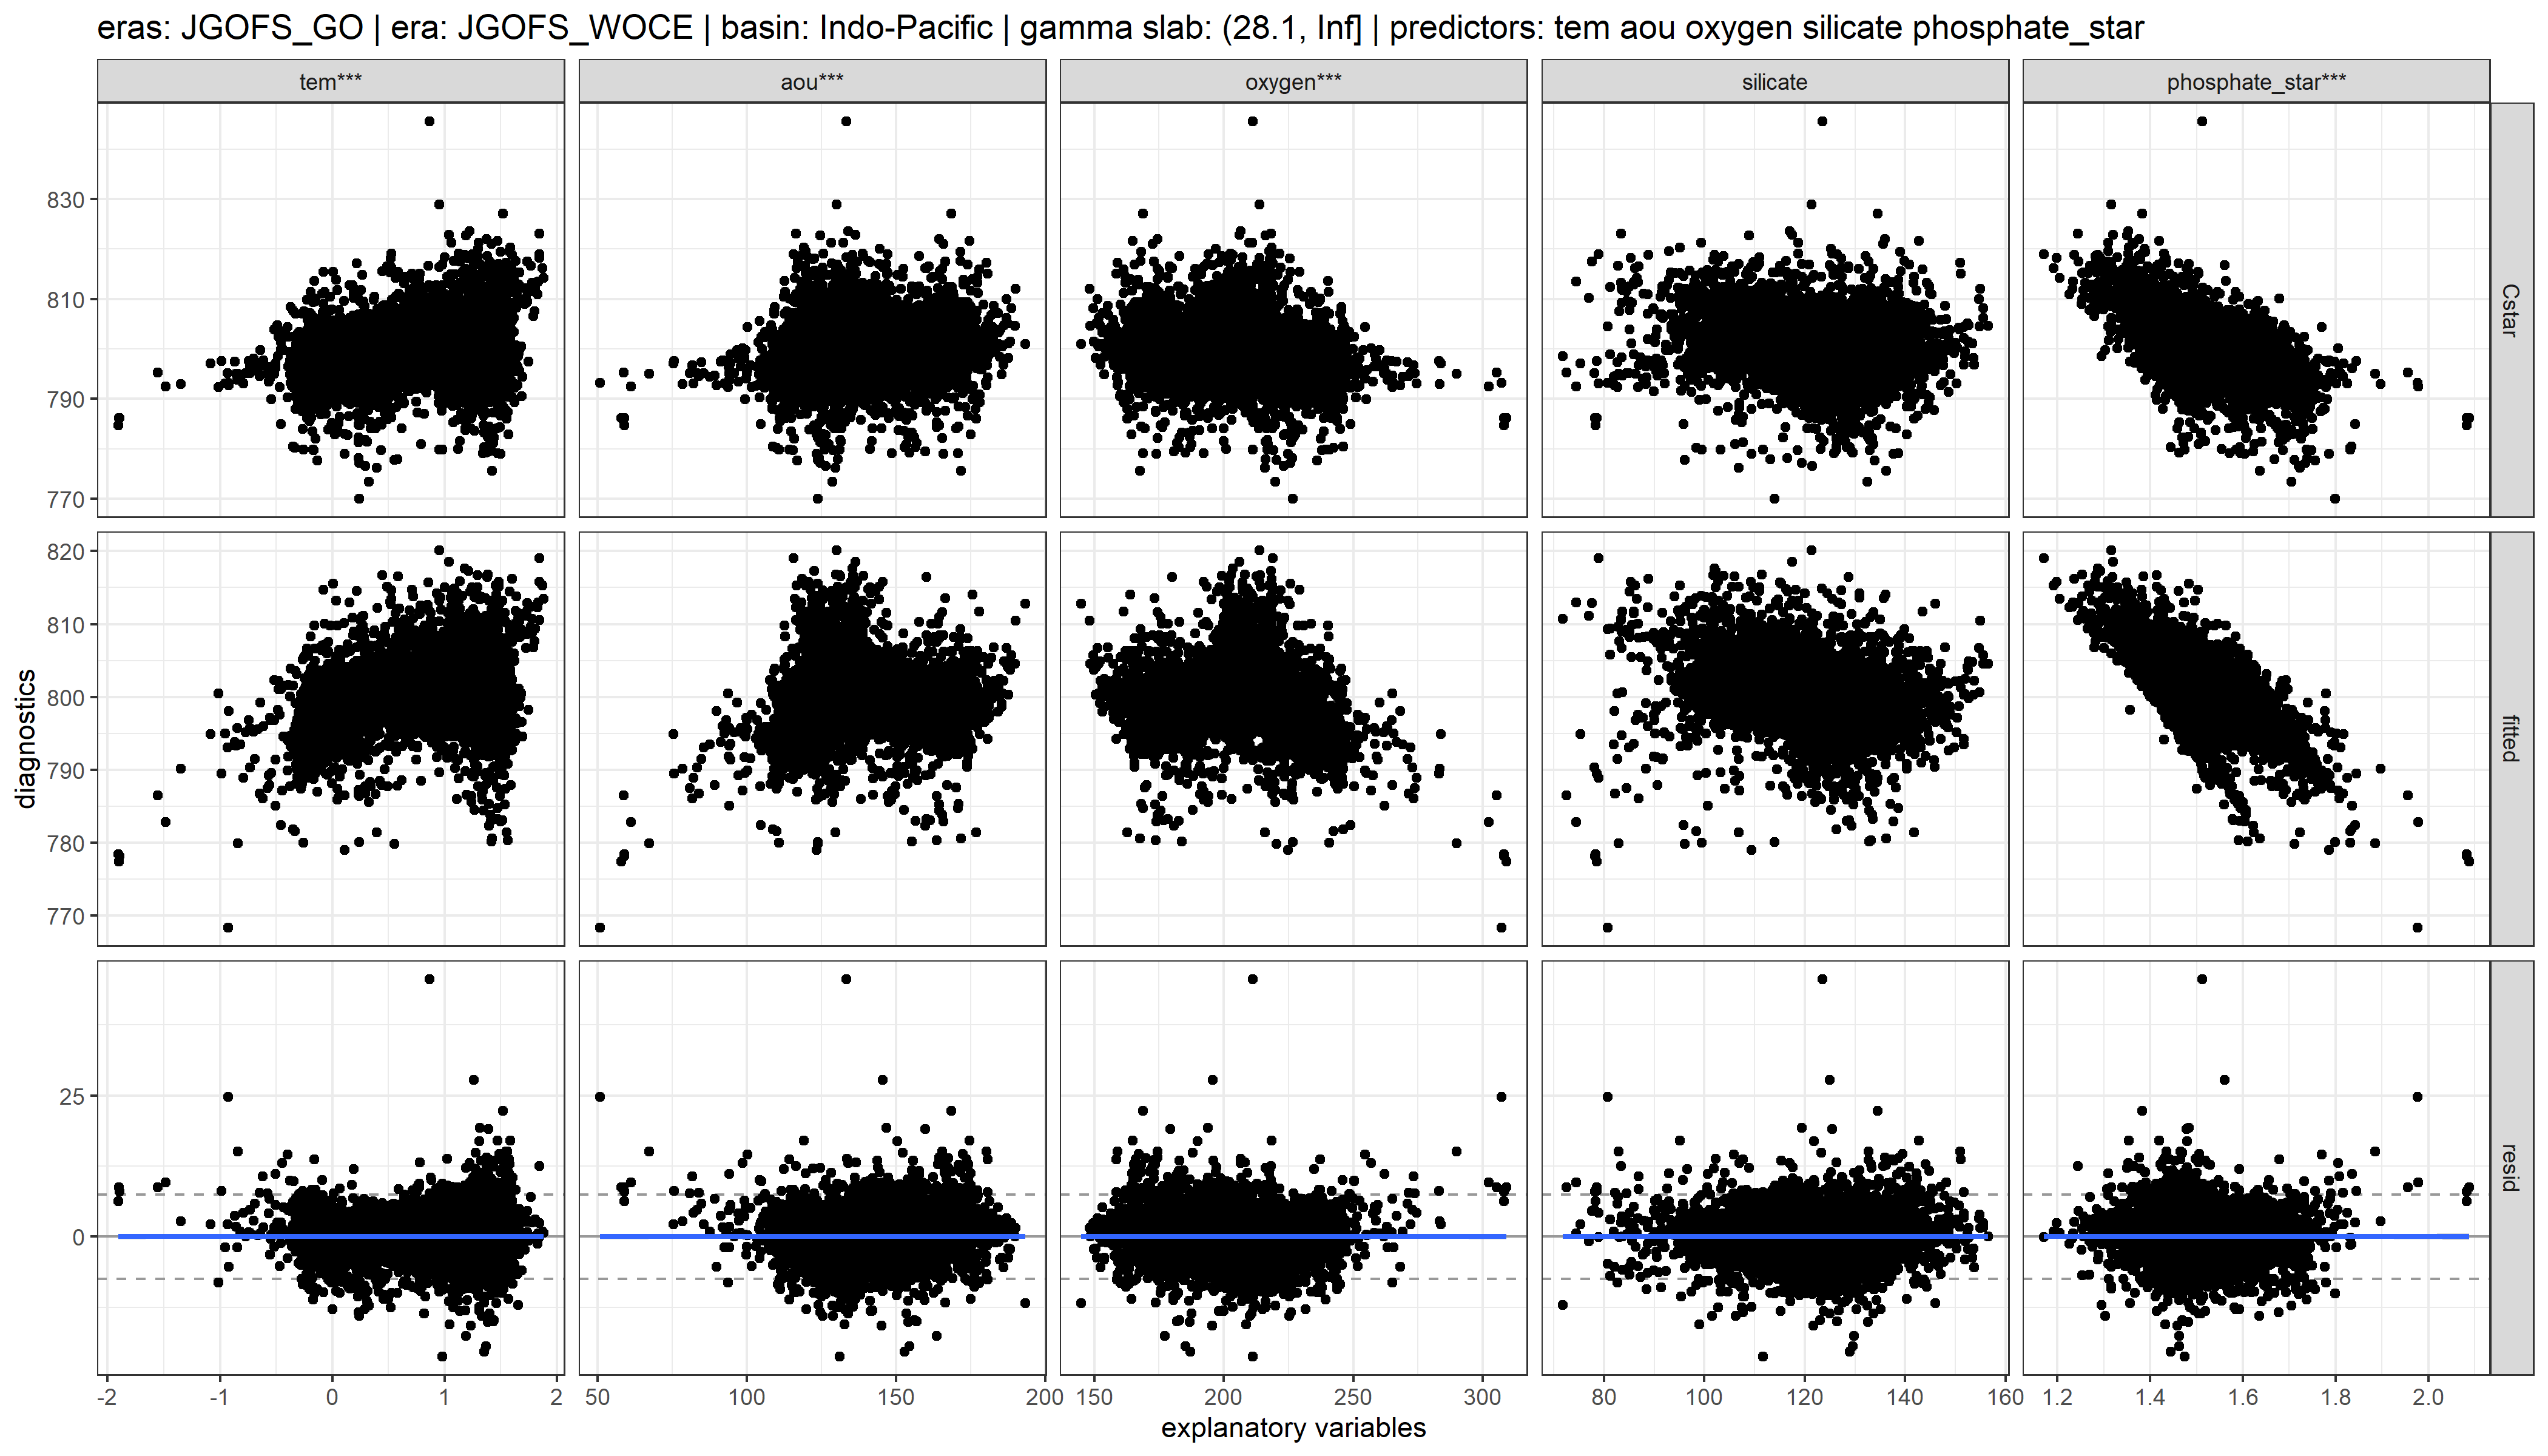 eras: JGOFS_GO | era: JGOFS_WOCE | basin: Indo-Pacific | gamma slab: (28.1, Inf] | predictors: tem aou oxygen silicate phosphate_star
tem*** aou*** oxygen*** silicate phosphate_star***
830
810
790
770
Cstar
820
810
800
790
780
770
fitted
diagnostics
25
0
resid
-2 -1 0 1 2 50 100 150 200 150 200 250 300 80 100 120 140 160 1.2 1.4 1.6 1.8 2.0
explanatory variables